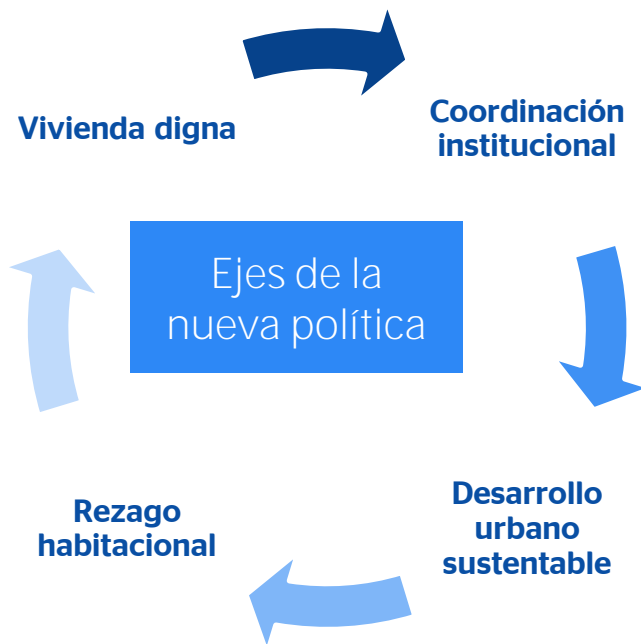 Vivienda digna
Coordinación
institucional
Ejes de la
nueva política
Desarrollo
urbano
sustentable
Rezago
habitacional